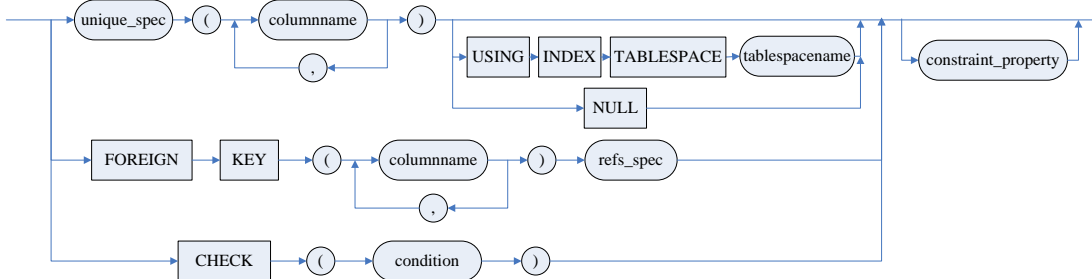 unique_spec ( columnname )
,
USING INDEX TABLESPACE tablespacename
constraint_property
NULL
FOREIGN KEY ( columnname ) refs_spec
,
CHECK ( condition )